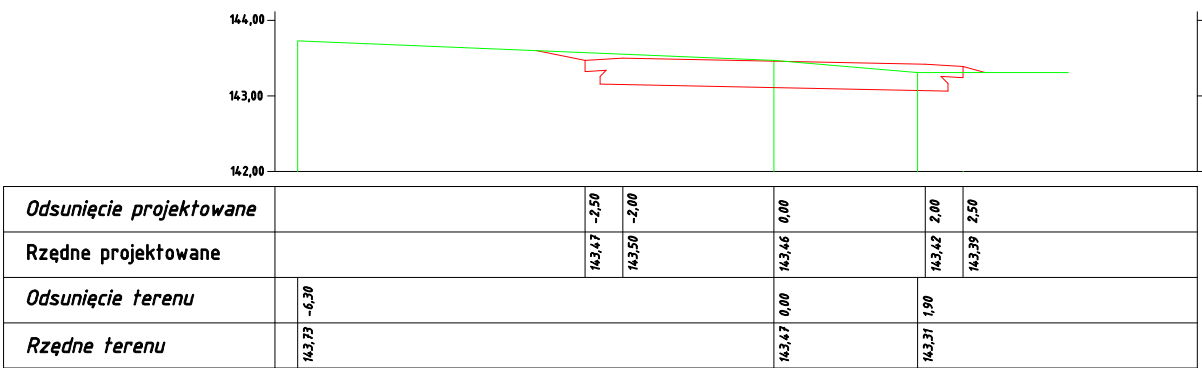 144,00
143,00
142,00
Odsunięcie projektowane -2,50 -2,00 0,00 2,00 2,50
Rzędne projektowane 143,47 143,50 143,46 143,42 143,39
Odsunięcie terenu -6,30 0,00 1,90
Rzędne terenu 143,73 143,47 143,31